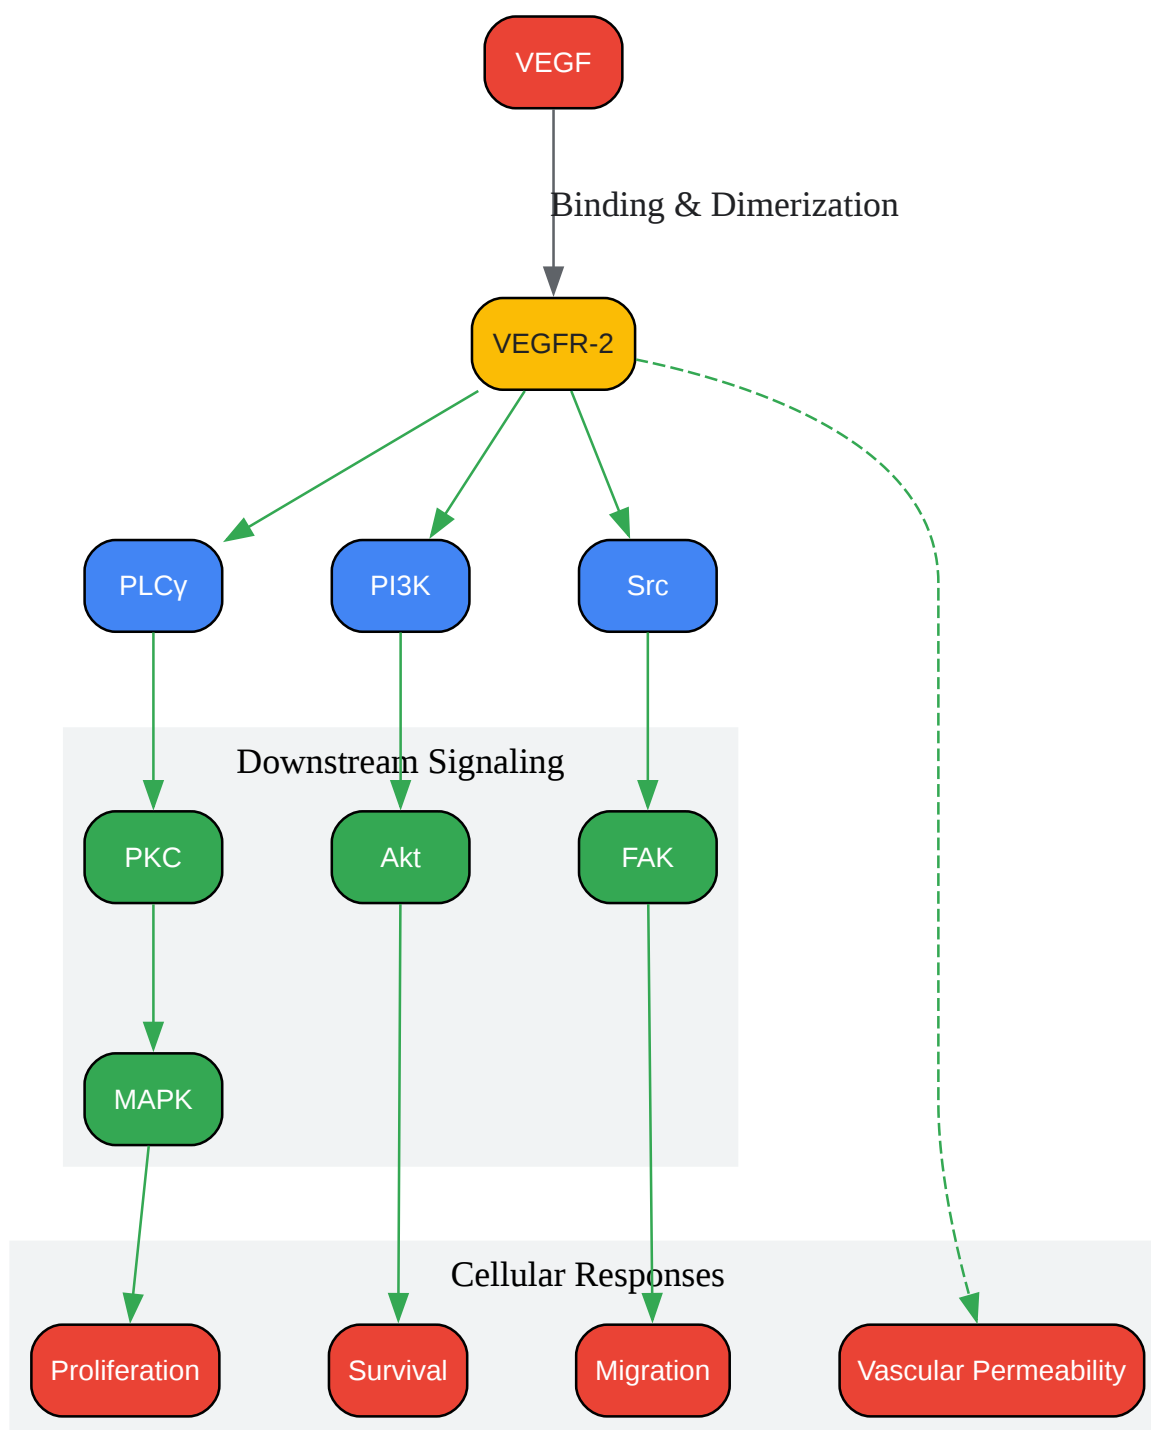 VEGF
Binding & Dimerization
VEGFR-2
PLCγ
PI3K
Src
Downstream Signaling
PKC
Akt
FAK
MAPK
Cellular Responses
Proliferation
Survival
Migration
Vascular Permeability